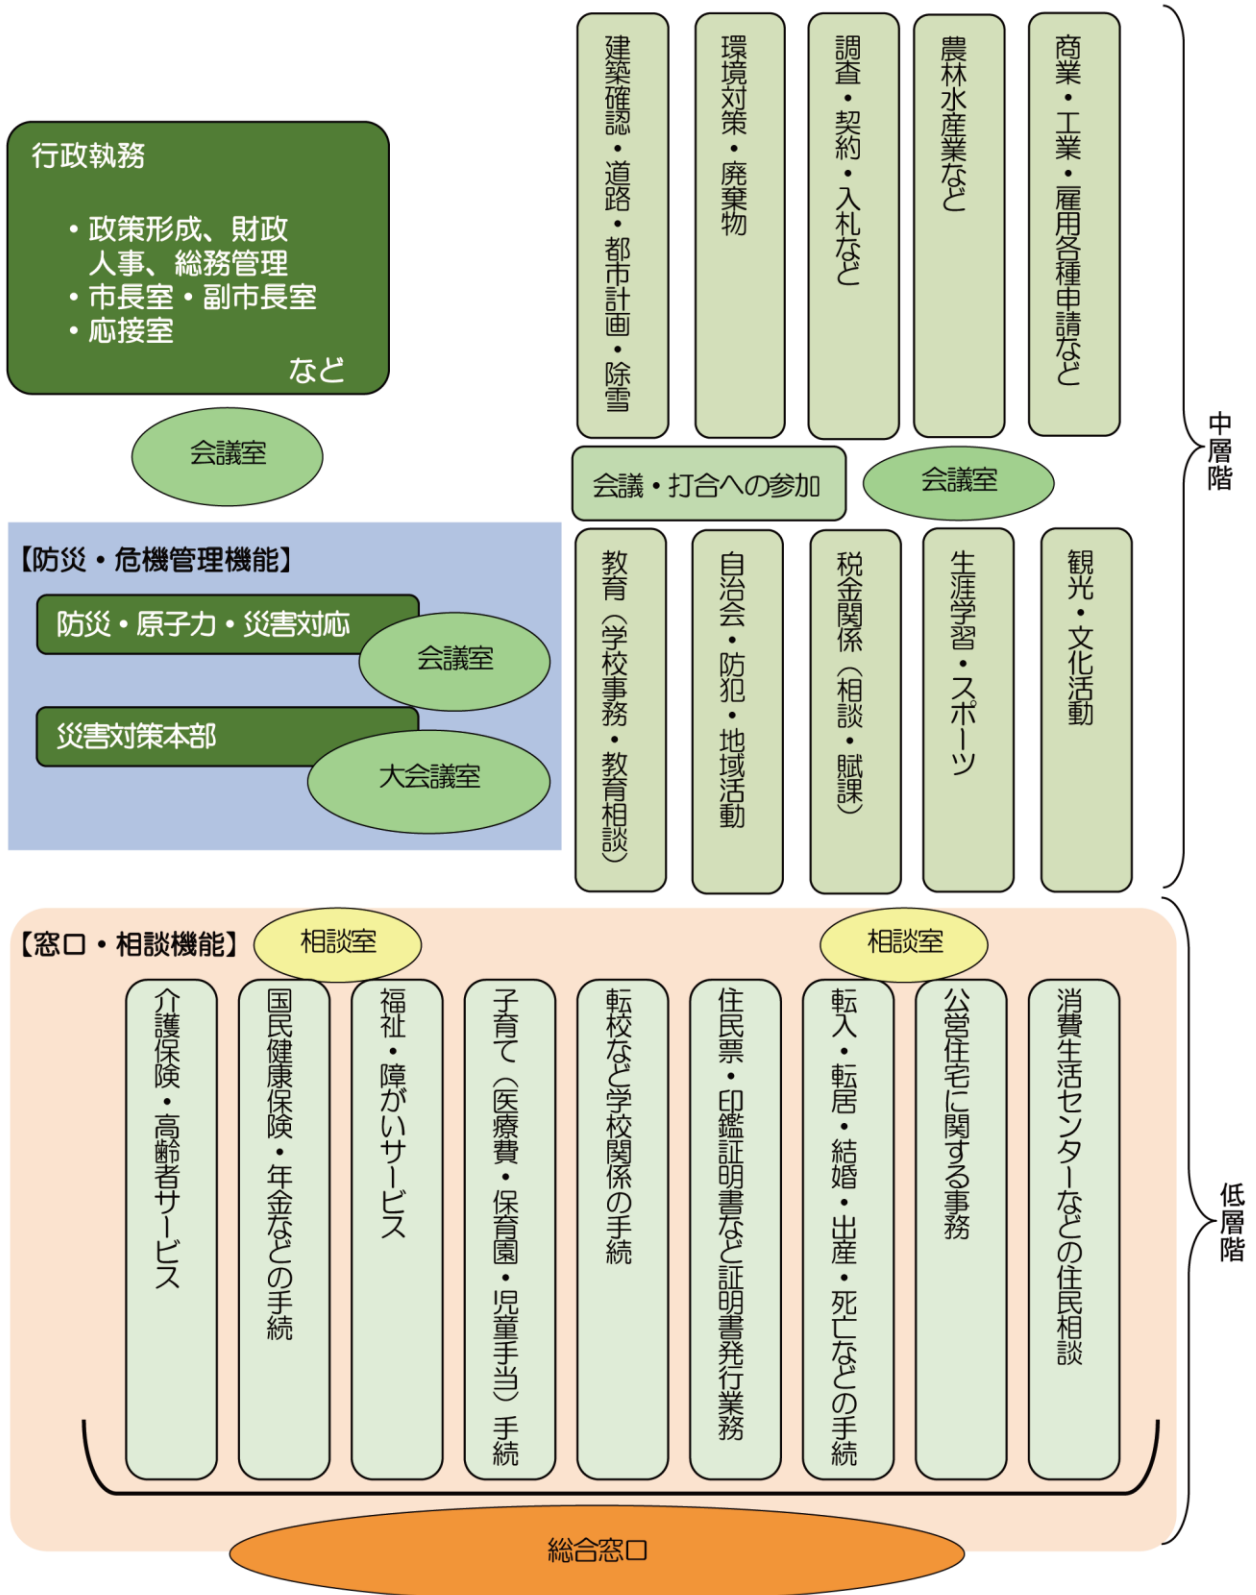 行政執務
・政策形成、財政
人事、総務管理
・市長室・副市長室
・応接室
など
会議室
建築確認・道路・都市計画・除雪
環境対策・廃棄物
調査・契約・入札など
農林水産業など
商業・工業・雇用各種申請など
会議・打合への参加
会議室
中層階
【防災・危機管理機能】
防災・原子力・災害対応
会議室
災害対策本部
大会議室
教育（学校事務・教育相談）
自治会・防犯・地域活動
税金関係（相談・賦課）
生涯学習・スポーツ
観光・文化活動
【窓口・相談機能】
相談室
相談室
介護保険・高齢者サービス
国民健康保険・年金などの手続
福祉・障がいサービス
子育て（医療費・保育園・児童手当）手続
転校など学校関係の手続
住民票・印鑑証明書など証明書発行業務
転入・転居・結婚・出産・死亡などの手続
公営住宅に関する事務
消費生活センターなどの住民相談
低層階
総合窓口